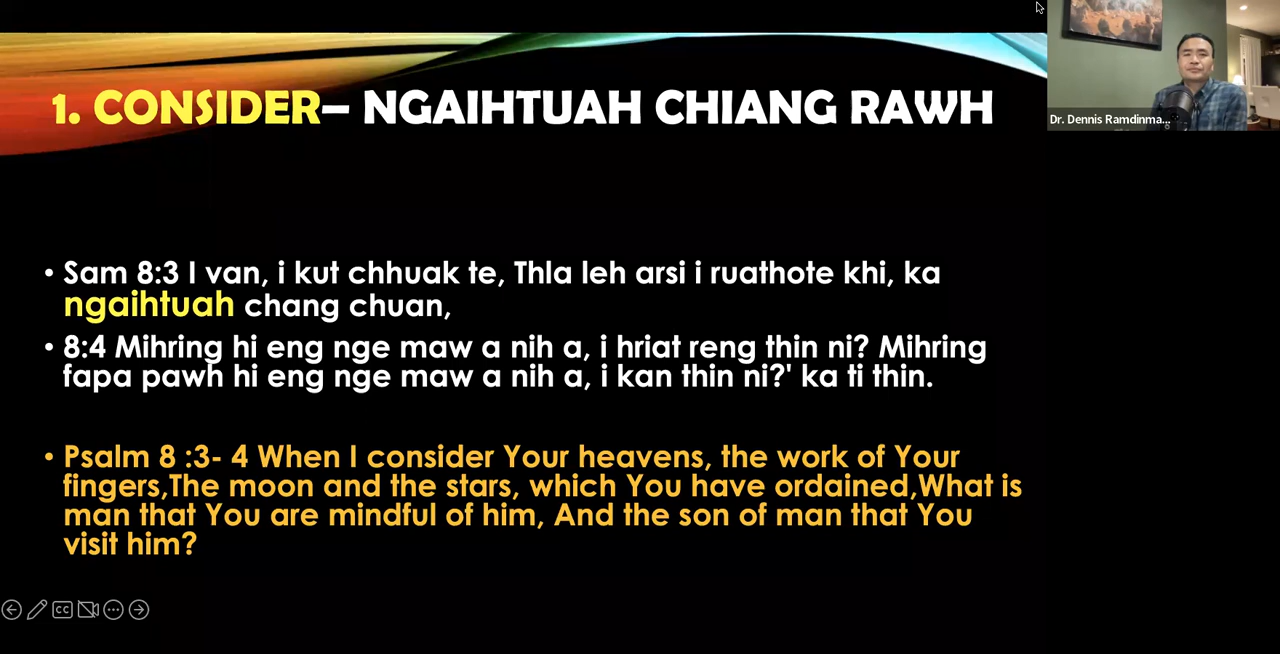 1. CONSIDER– NGAIHTUAH CHIANG RAWH
Dr. Dennis Ramdinma...
• Sam 8:3 I van, i kut chhuak te, Thla leh arsi i ruathote khi, ka
ngaihtuah chang chuan,
• 8:4 Mihring hi eng nge maw a nih a, i hriat reng thin ni? Mihring
fapa pawh hi eng nge maw a nih a, i kan thin ni?' ka ti thin.
• Psalm 8 :3- 4 When I consider Your heavens, the work of Your
fingers,The moon and the stars, which You have ordained,What is
man that You are mindful of him, And the son of man that You
visit him?
CC